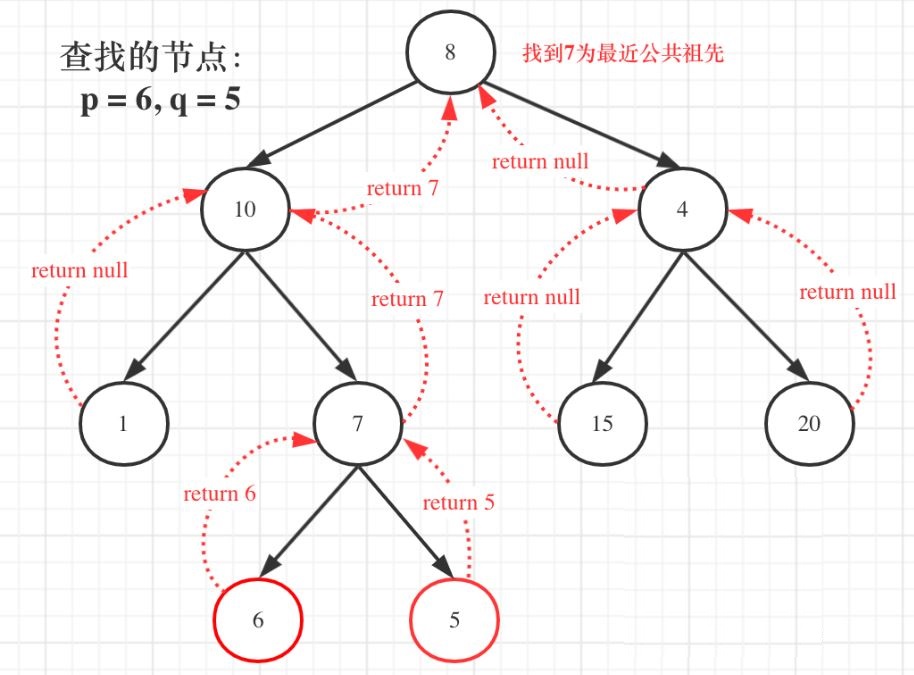 查找的节点:
p = 6, q = 5
8
找到7为最近公共祖先
return null
return 7
10
4
return null
return 7
return null
return null
1
7
15
20
return 6
return 5
6
5